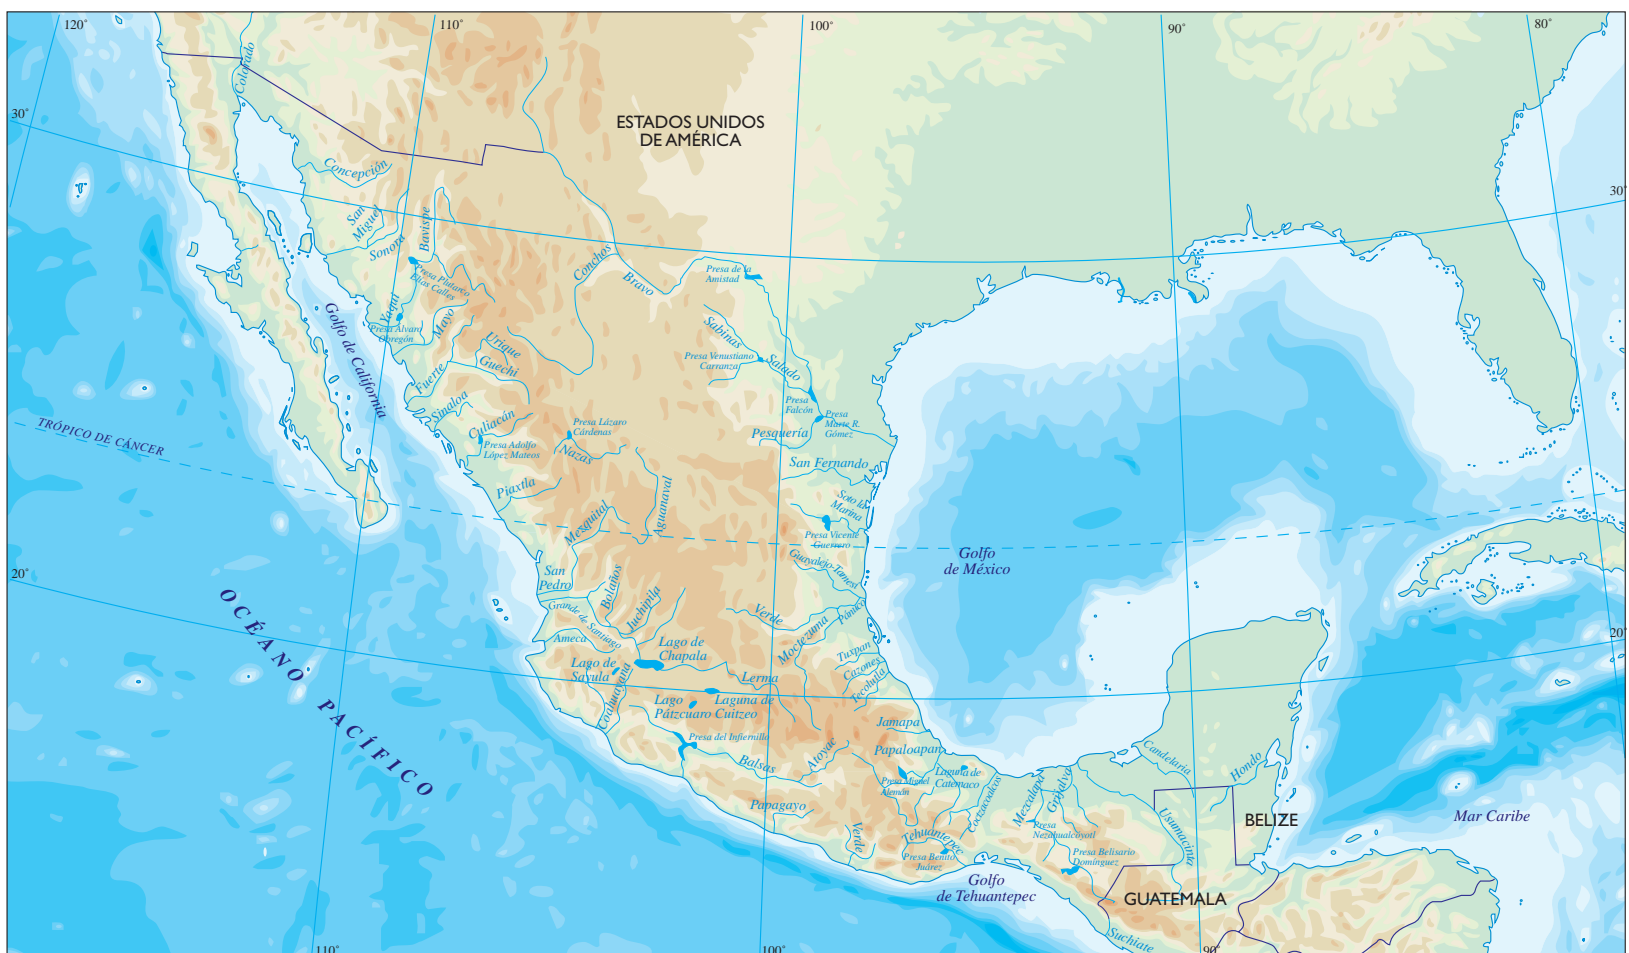 120°
110°
100°
90°
80°
Colorado
30°
ESTADOS UNIDOS
DE AMÉRICA
Concepción
30°
San
Miguel
Sonora
Bavispe
Conchos
Bravo
Presa de la
Amistad
Presa Plutarco
Elías Calles
Yaqui
Presa Álvaro
Obregón
Mayo
Golfo de California
Urique
Guechi
Fuerte
Sinaloa
Culiacán
Presa Adolfo
López Mateos
Sabinas
Presa Venustiano
Carranza
Salado
Presa
Falcón
Presa
Marte R.
Gómez
Pesquería
Presa Lázaro
Cárdenas
Nazas
San Fernando
TRÓPICO DE CÁNCER
Piaxtla
Mezquital
Aguanaval
Soto la
Marina
Presa Vicente
Guerrero
Guayalejo-Tamesí
Golfo
de México
20°
San
Pedro
Bolaños
Juchipila
Grande de Santiago
Ameca
Verde
Moctezuma
Pánuco
Lago de
Chapala
Lago de
Sayula
Coahuayana
Lerma
Lago
Pátzcuaro
Laguna de
Cuitzeo
Tuxpan
Cazones
Tecolutla
20°
OCÉANO PACÍFICO
Presa del Infiernillo
Balsas
Atoyac
Jamapa
Papaloapan
Presa Miguel
Alemán
Laguna de
Catemaco
Coatzacoalcos
Mezcalapa
Grijalva
Candelaria
Hondo
Usumacinta
BELIZE
Mar Caribe
Papagayo
Verde
Tehuantepec
Presa Benito
Juárez
Presa
Nezahualcóyotl
Presa Belisario
Domínguez
Golfo
de Tehuantepec
GUATEMALA
Suchiate
110°
100°
90°